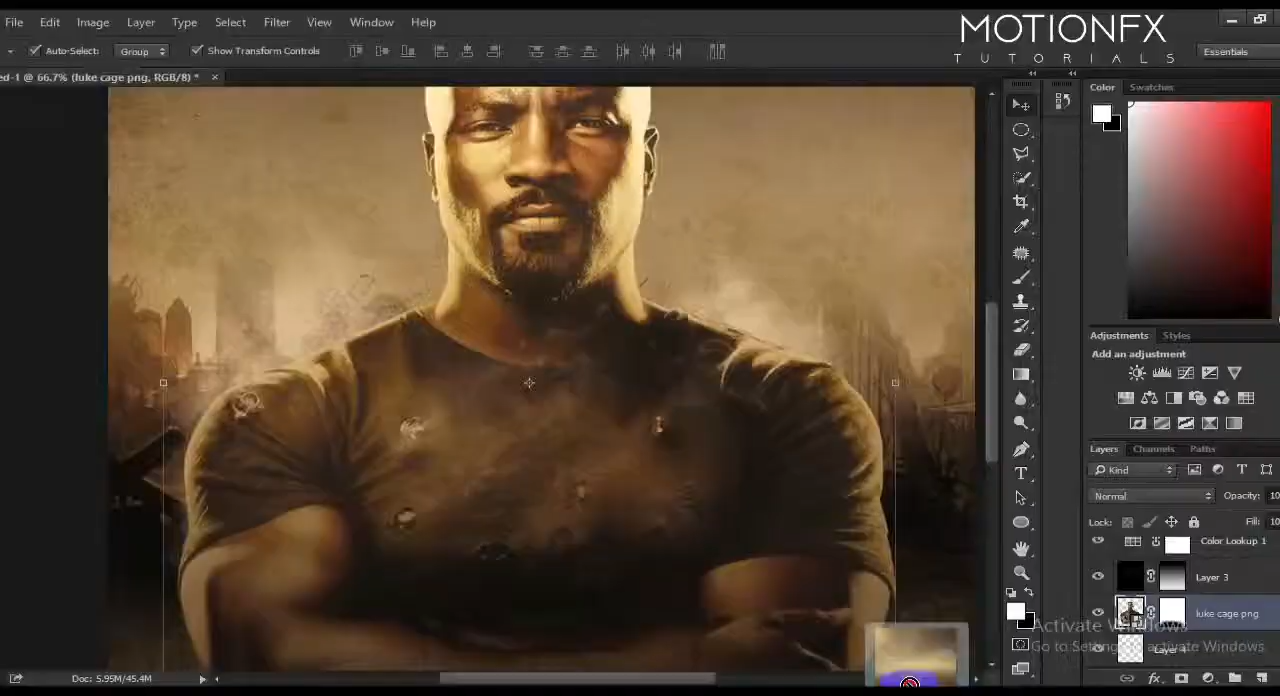 File Edit Image Layer Type Select Filter View Window Help
MOTIONFX
TUTORIALS
Auto-Select: Group Show Transform Controls
Essentials
ed-1 @ 66.7% (luke cage png, RGB/8) * ×
Color Swatches
Adjustments Styles
Add an adjustment
Layers Channels Paths
Kind
Normal Opacity: 10
Lock: Fill: 10
Color Lookup 1
Layer 3
luke cage png
Activate Windows
Go to Settings to activate Windows
Layer 4
Doc: 5.95M/45.4M